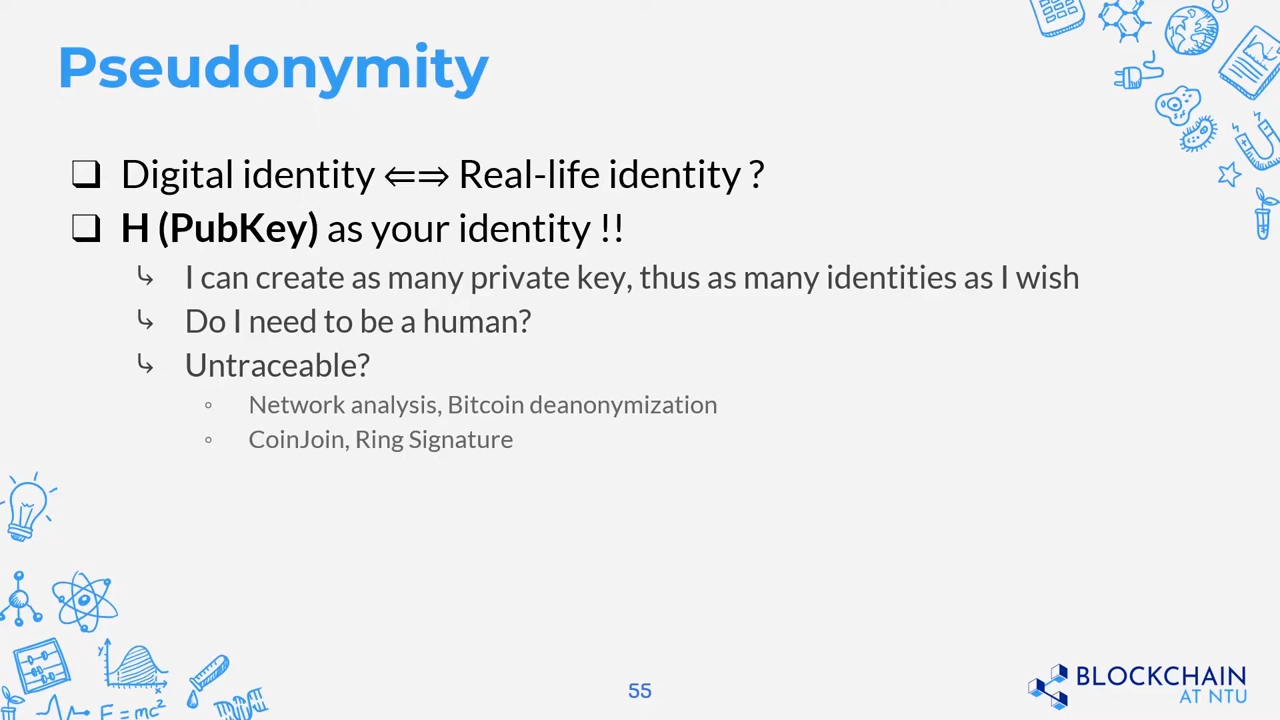 Pseudonymity
❏ Digital identity ⇐⇒ Real-life identity ?
❏ H (PubKey) as your identity !!
↳ I can create as many private key, thus as many identities as I wish
↳ Do I need to be a human?
↳ Untraceable?
◦ Network analysis, Bitcoin deanonymization
◦ CoinJoin, Ring Signature
y
x
E=mc²
55
BLOCKCHAIN
AT NTU